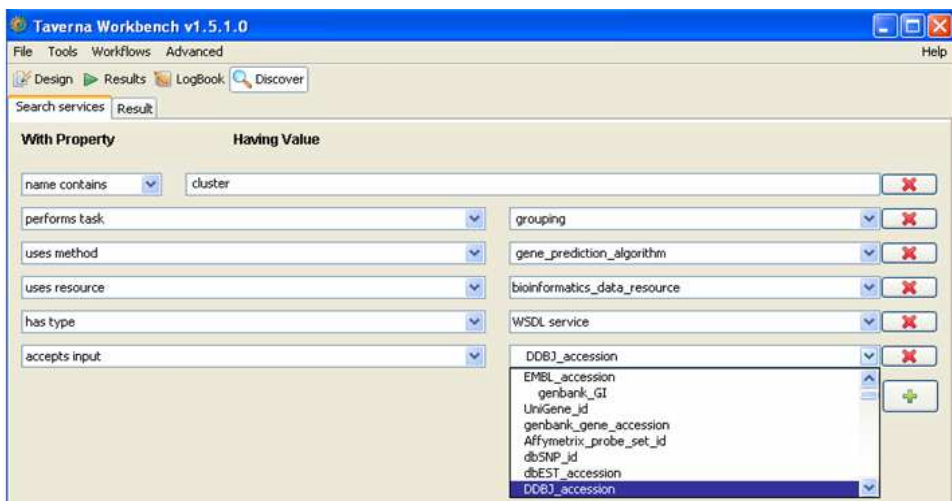 Taverna Workbench v1.5.1.0
File Tools Workflows Advanced Help
Design Results LogBook Discover
Search services Result
With Property Having Value
name contains cluster
performs task grouping
uses method gene_prediction_algorithm
uses resource bioinformatics_data_resource
has type WSDL service
accepts input DDBJ_accession
EMBL_accession
genbank_GI
UniGene_id
genbank_gene_accession
Affymetrix_probe_set_id
dbSNP_id
dbEST_accession
DDBJ_accession